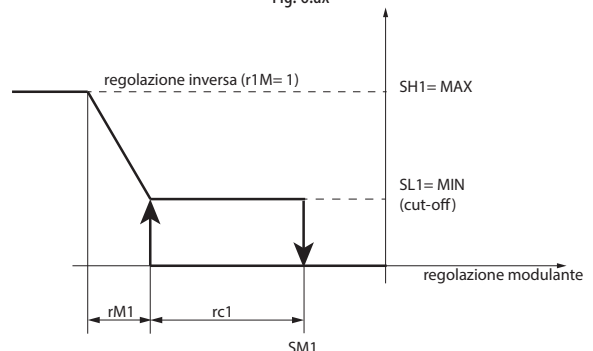 Fig. 6.ax
regolazione inversa (r1M= 1)
SH1= MAX
SL1= MIN
(cut-off)
regolazione modulante
rM1
rc1
SM1